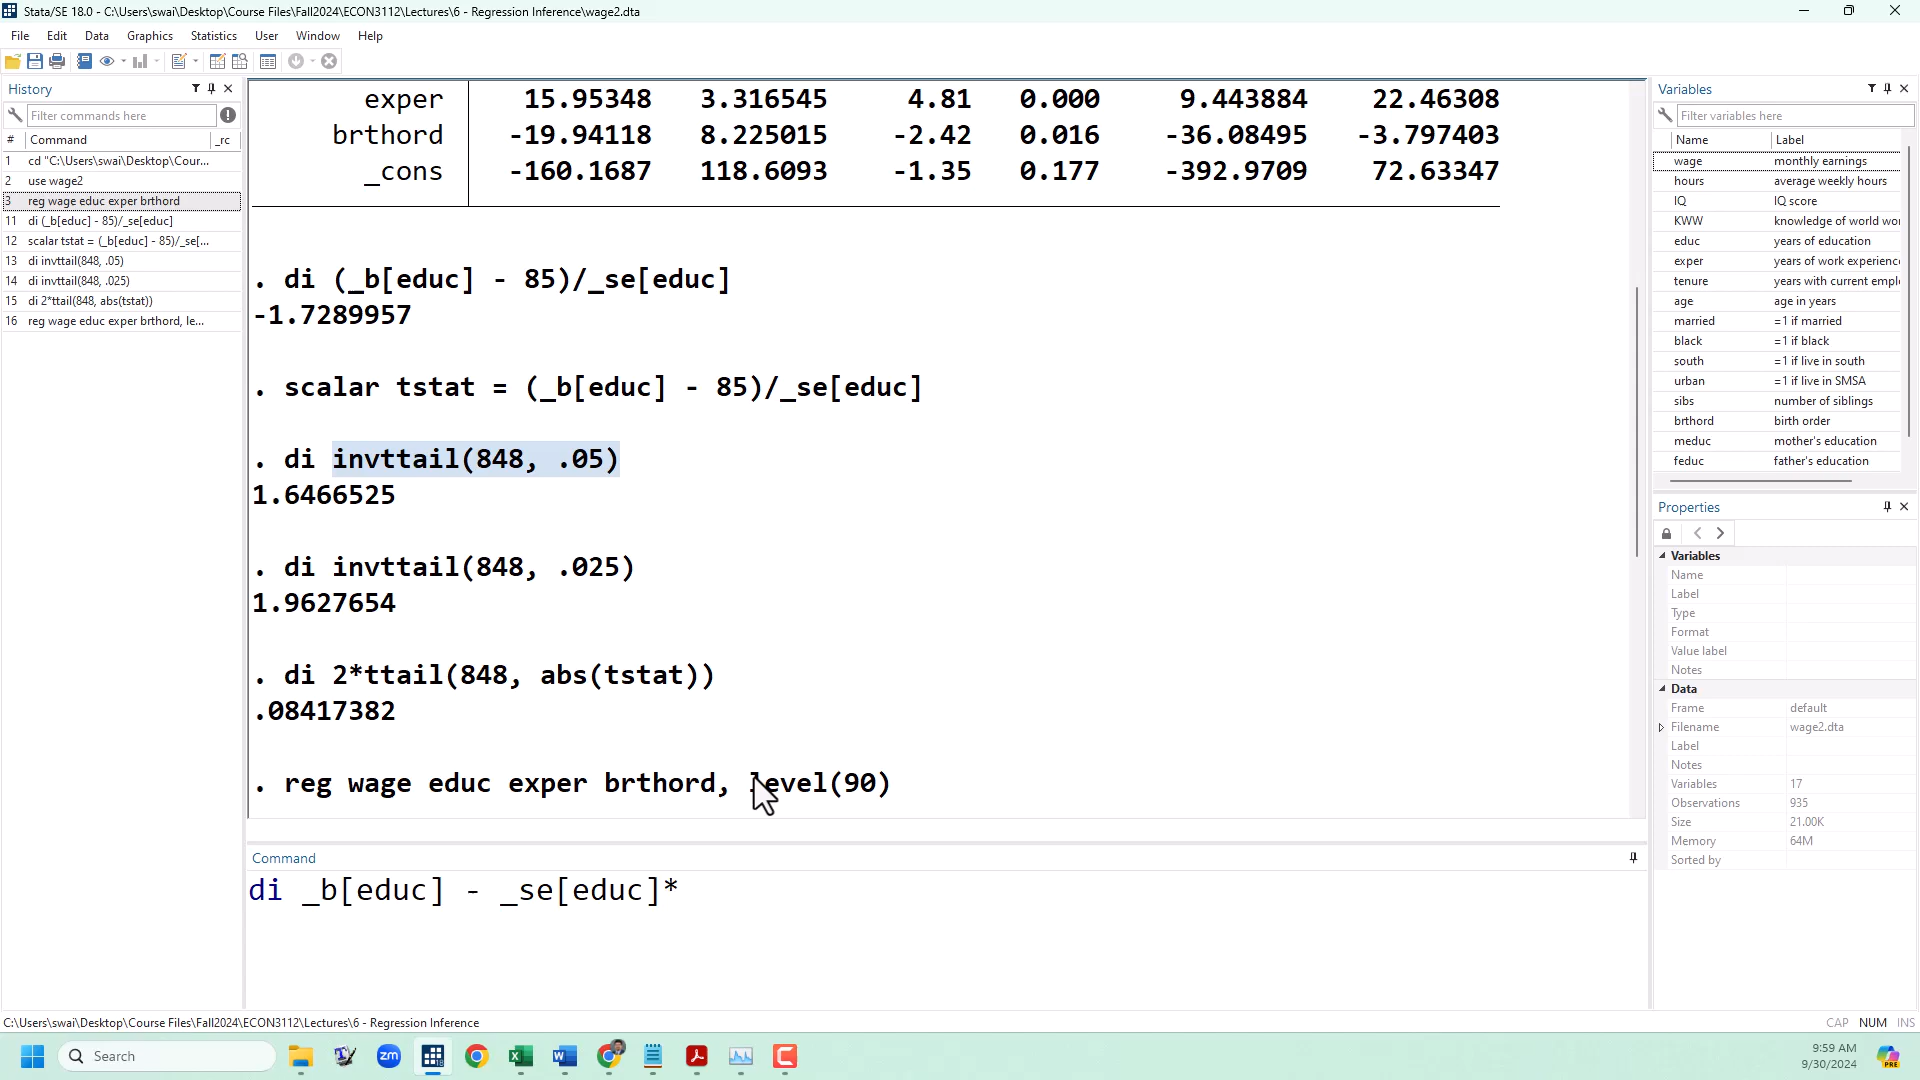 Stata/SE 18.0 - C:\Users\swai\Desktop\Course Files\Fall2024\ECON3112\Lectures\6 - Regression Inference\wage2.dta
File Edit Data Graphics Statistics User Window Help
History
Filter commands here
# Command _rc
1 cd "C:\Users\swai\Desktop\Cour...
2 use wage2
3 reg wage educ exper brthord
11 di (_b[educ] - 85)/_se[educ]
12 scalar tstat = (_b[educ] - 85)/_se[...
13 di invttail(848, .05)
14 di invttail(848, .025)
15 di 2*ttail(848, abs(tstat))
16 reg wage educ exper brthord, le...
exper 15.95348 3.316545 4.81 0.000 9.443884 22.46308
brthord -19.94118 8.225015 -2.42 0.016 -36.08495 -3.797403
_cons -160.1687 118.6093 -1.35 0.177 -392.9709 72.63347
. di (_b[educ] - 85)/_se[educ]
-1.7289957
. scalar tstat = (_b[educ] - 85)/_se[educ]
. di invttail(848, .05)
1.6466525
. di invttail(848, .025)
1.9627654
. di 2*ttail(848, abs(tstat))
.08417382
. reg wage educ exper brthord, level(90)
Command
di _b[educ] - _se[educ]*
Variables
Filter variables here
Name Label
wage monthly earnings
hours average weekly hours
IQ IQ score
KWW knowledge of world wor
educ years of education
exper years of work experience
tenure years with current emplo
age age in years
married =1 if married
black =1 if black
south =1 if live in south
urban =1 if live in SMSA
sibs number of siblings
brthord birth order
meduc mother's education
feduc father's education
Properties
Variables
Name
Label
Type
Format
Value label
Notes
Data
Frame default
Filename wage2.dta
Label
Notes
Variables 17
Observations 935
Size 21.00K
Memory 64M
Sorted by
C:\Users\swai\Desktop\Course Files\Fall2024\ECON3112\Lectures\6 - Regression Inference
CAP NUM INS
Search
zm
9:59 AM
9/30/2024
PRE